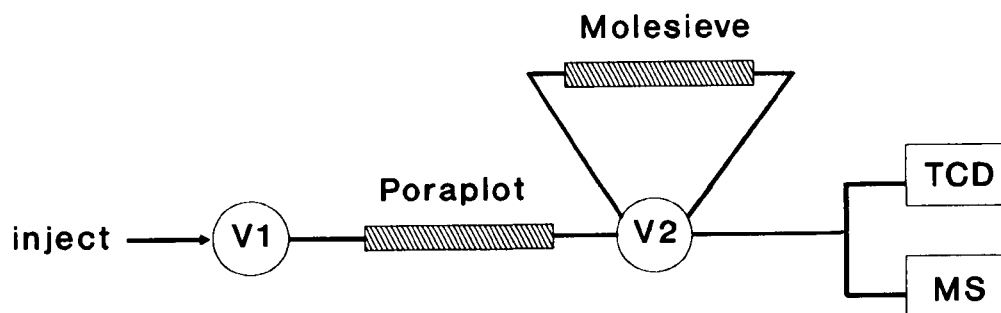 Molesieve
Poraplot
TCD
inject
V1
V2
MS